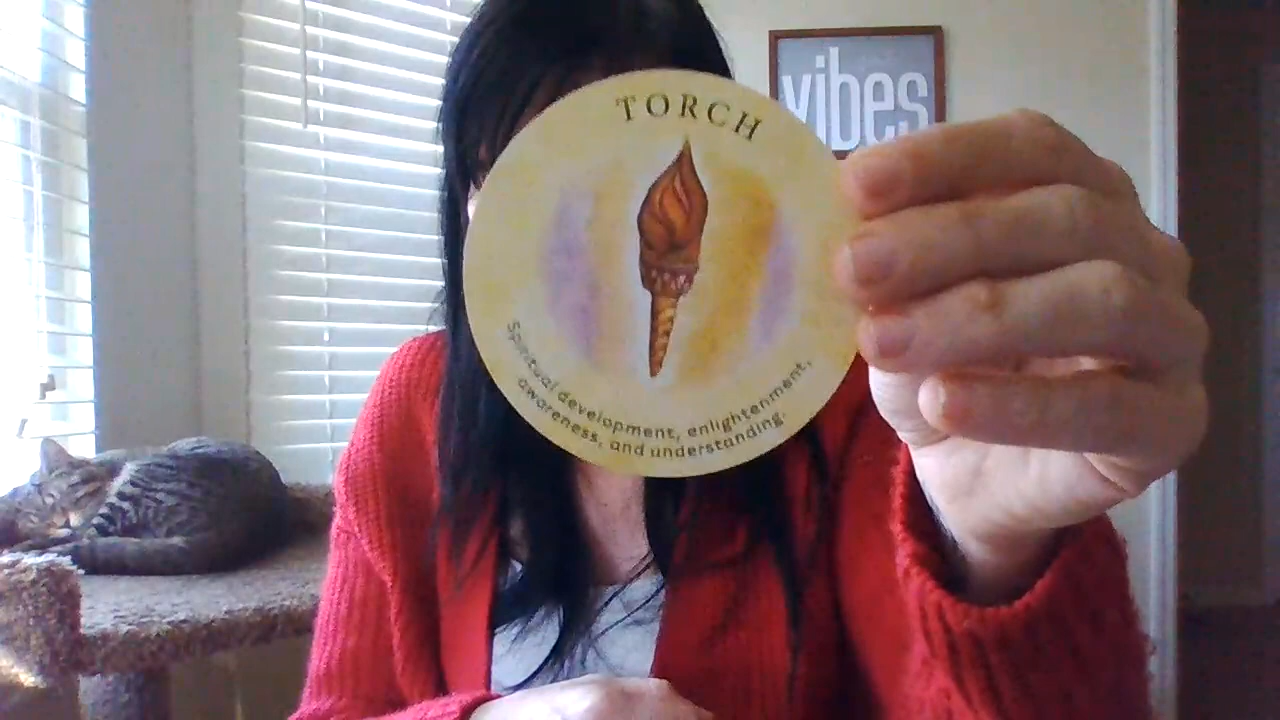 vibes
TORCH
Spiritual development, enlightenment,
awareness, and understanding.